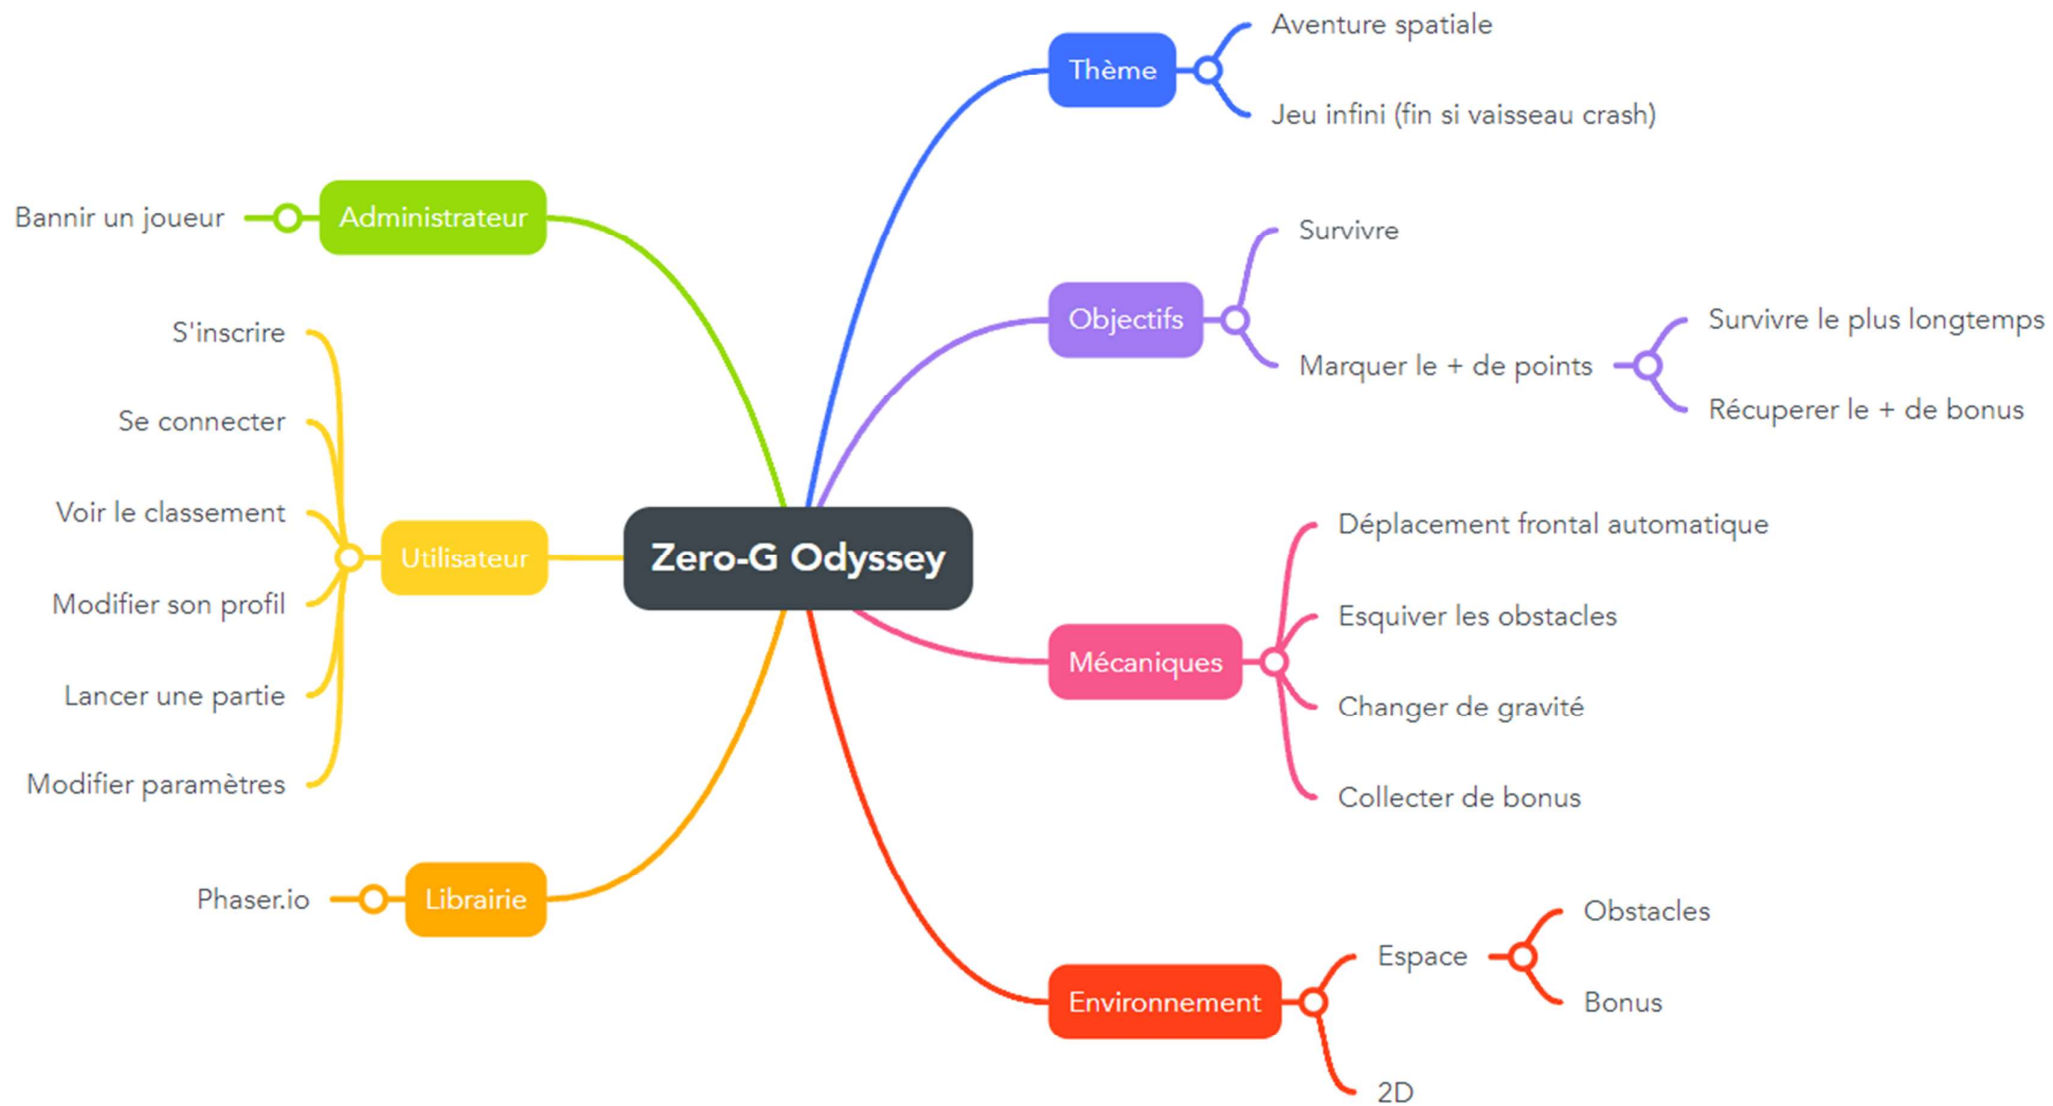 Zero-G Odyssey
Thème
Aventure spatiale
Jeu infini (fin si vaisseau crash)
Objectifs
Survivre
Marquer le + de points
Survivre le plus longtemps
Récuperer le + de bonus
Mécaniques
Déplacement frontal automatique
Esquiver les obstacles
Changer de gravité
Collecter de bonus
Environnement
Espace
Obstacles
Bonus
2D
Administrateur
Bannir un joueur
Utilisateur
S'inscrire
Se connecter
Voir le classement
Modifier son profil
Lancer une partie
Modifier paramètres
Librairie
Phaser.io